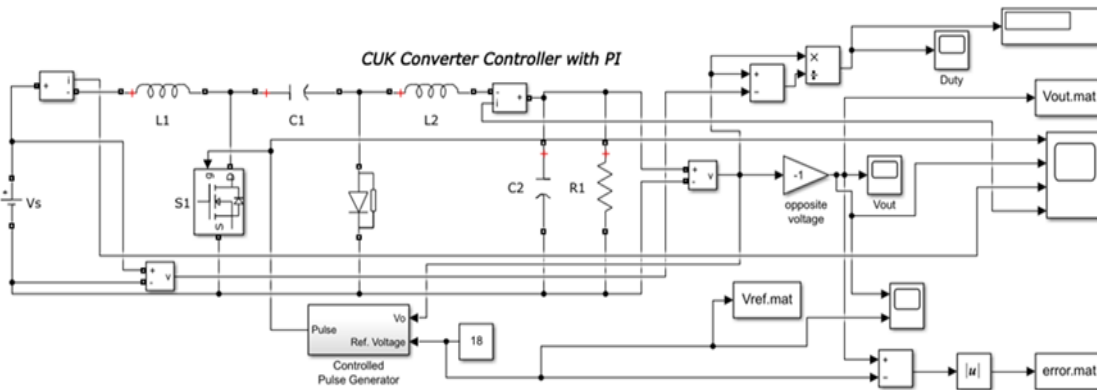 CUK Converter Controller with PI
Duty
Vout.mat
i
-
+
L1
C1
L2
-
i
+
+
-
×
÷
Vs
S1
g
D
S
C2
R1
+
-
v
-1
opposite
voltage
Vout
+
-
v
Pulse
Vo
Ref. Voltage
Controlled
Pulse Generator
18
Vref.mat
+
-
|u|
error.mat